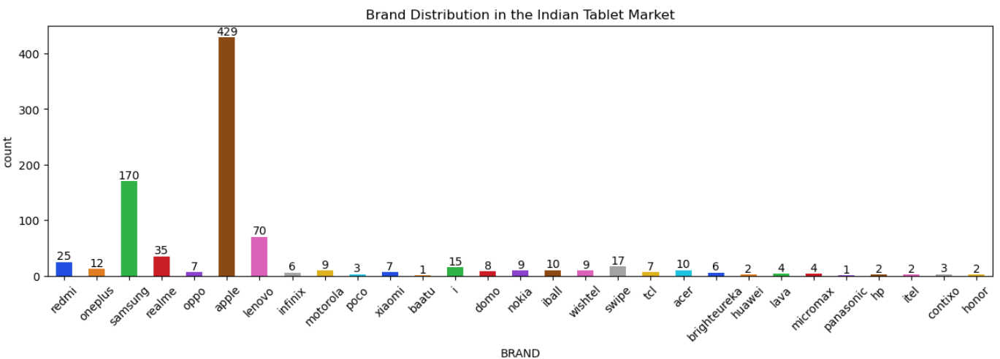 Brand Distribution in the Indian Tablet Market
429
400
300
200
170
100
70
35
25
12
7
6
9
3
7
1
15
8
9
10
9
17
7
10
6
2
4
4
1
2
2
3
2
0
count
redmi
oneplus
samsung
realme
oppo
apple
lenovo
infinix
motorola
poco
xiaomi
baatu
i
domo
nokia
iball
wishtel
swipe
tcl
acer
brighteureka
huawei
lava
micromax
panasonic
hp
itel
contixo
honor
BRAND